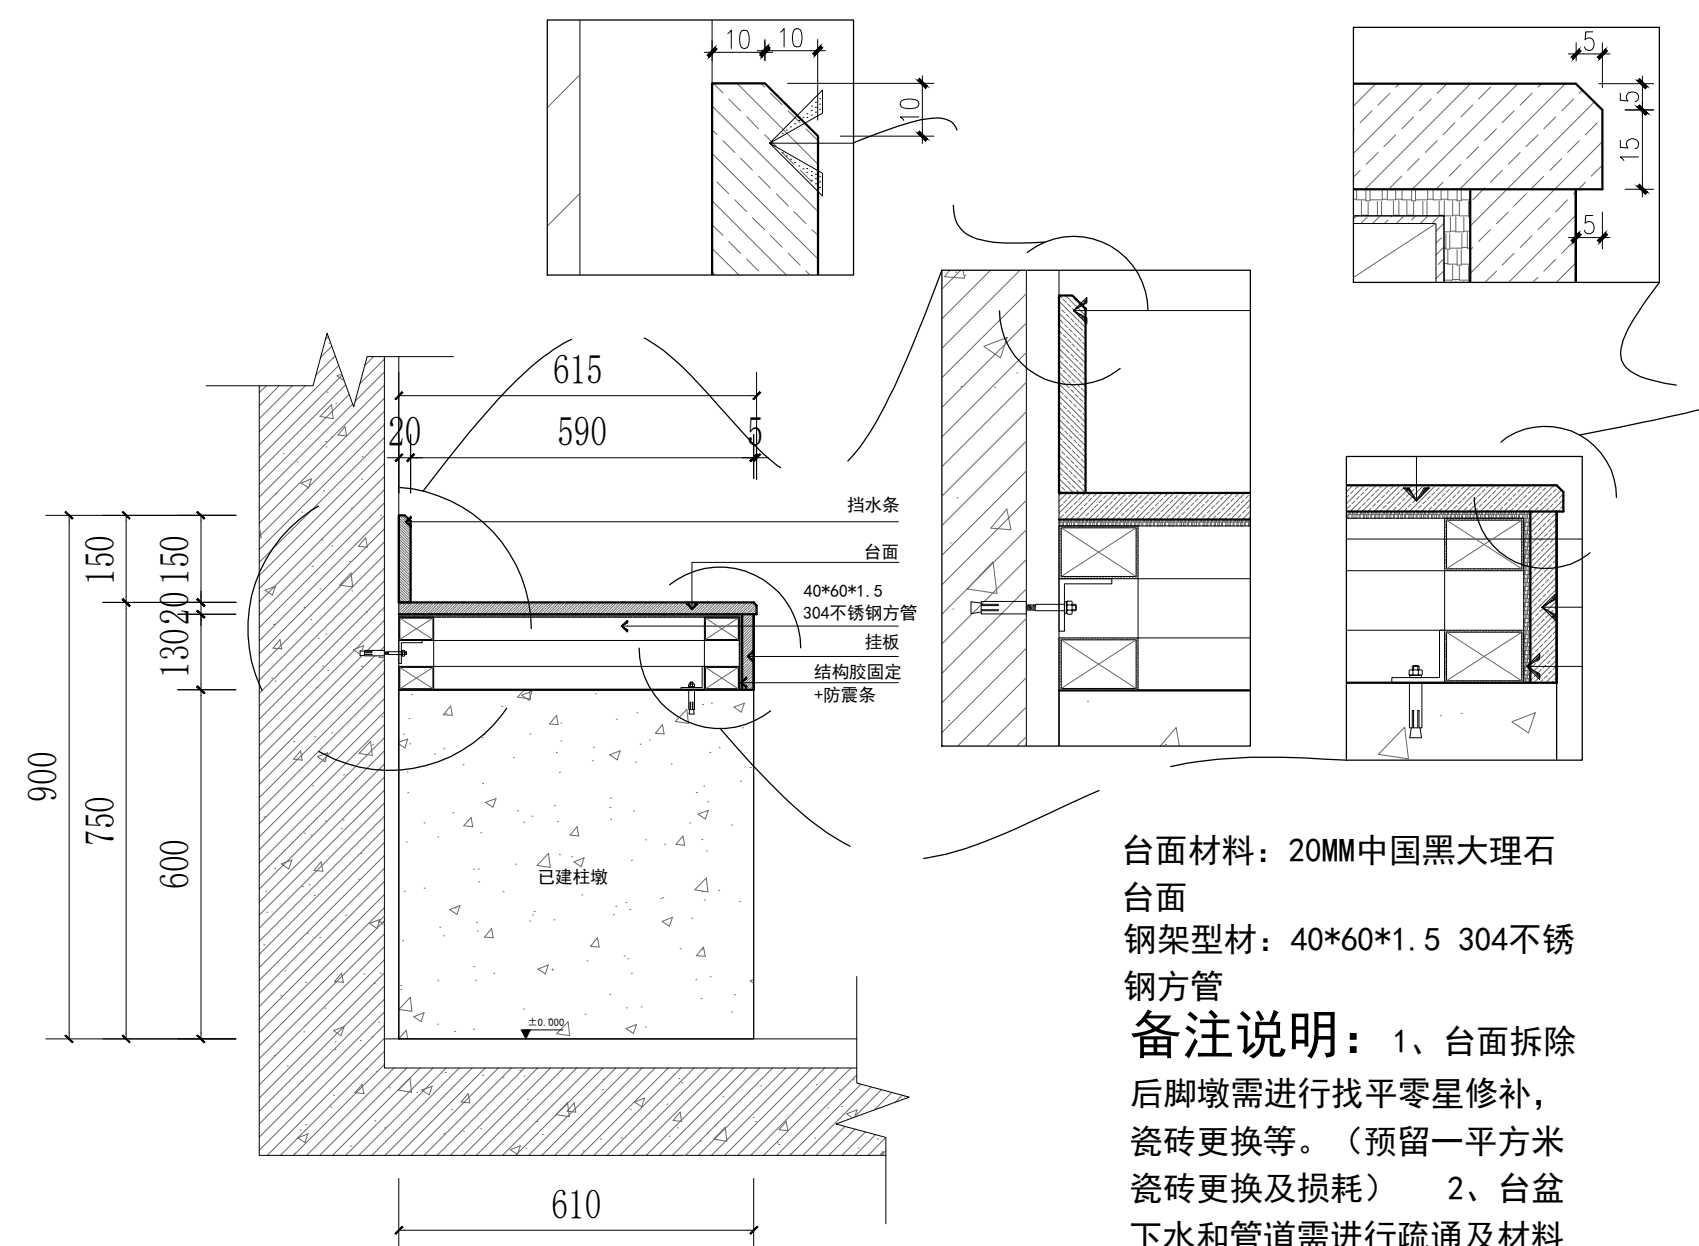 10
10
10
5
5
15
5
615
20
590
5
挡水条
台面
40*60*1.5
304不锈钢方管
挂板
结构胶固定
+防震条
150
150
20
130
900
750
600
已建柱墩
±0.000
610
台面材料：20MM中国黑大理石
台面
钢架型材：40*60*1.5 304不锈
钢方管
备注说明：1、台面拆除
后脚墩需进行找平零星修补，
瓷砖更换等。（预留一平方米
瓷砖更换及损耗） 2、台盆
下水和管道需进行疏通及材料